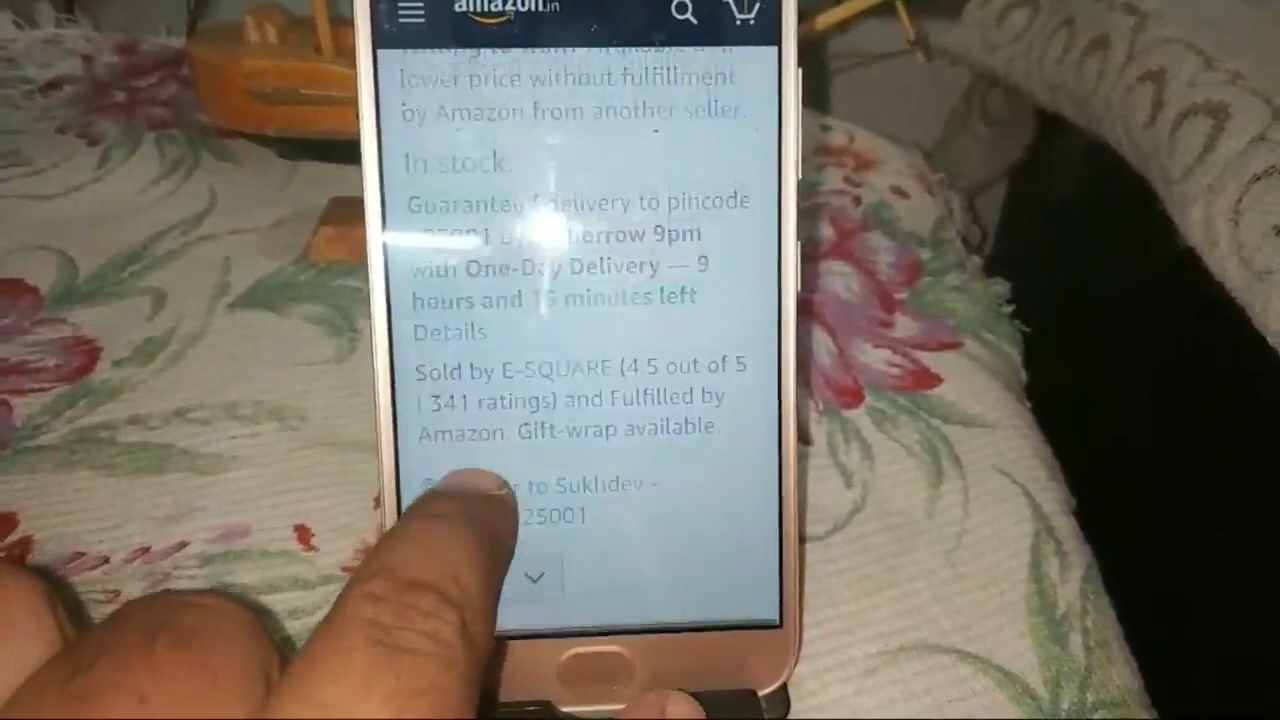 amazon.in
lower price without fulfillment
by Amazon from another seller.
In stock.
delivery to pincode
9pm
with One-Day Delivery — 9
hours and 15 minutes left
Details
Sold by E-SQUARE (4.5 out of 5
| 341 ratings) and Fulfilled by
Amazon. Gift-wrap available.
to Sukhdev -
25001